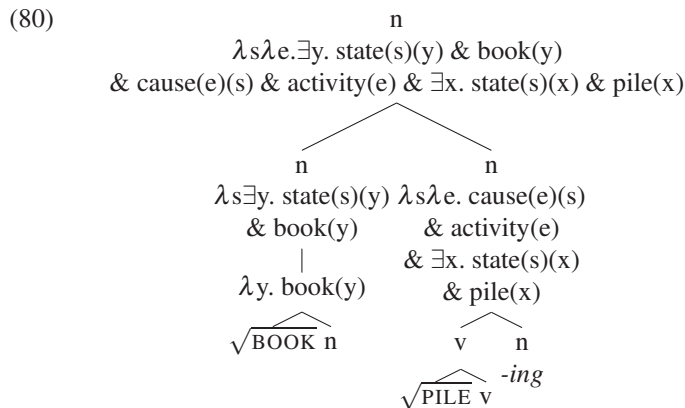 (80) n
λsλe.∃y. state(s)(y) & book(y)
& cause(e)(s) & activity(e) & ∃x. state(s)(x) & pile(x)
n n
λs∃y. state(s)(y) λsλe. cause(e)(s)
& book(y) & activity(e)
& ∃x. state(s)(x)
λy. book(y) & pile(x)
√BOOK n v n
√PILE v -ing